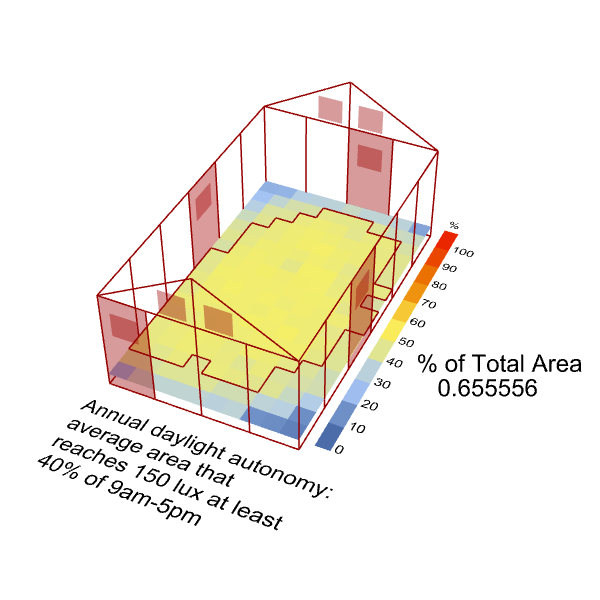 %
100
90
80
70
60
50
40
30
20
10
0
% of Total Area
0.655556
Annual daylight autonomy:
average area that
reaches 150 lux at least
40% of 9am-5pm